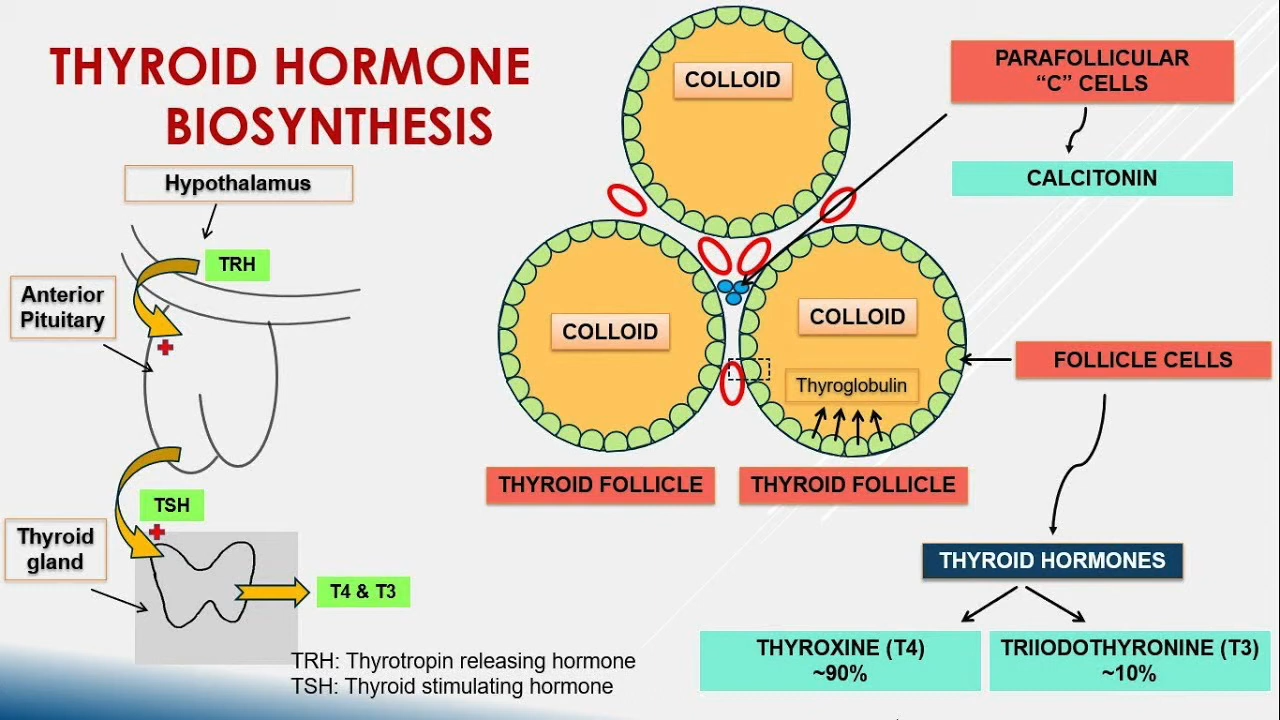 THYROID HORMONE
BIOSYNTHESIS
Hypothalamus
TRH
Anterior
Pituitary
TSH
Thyroid
gland
T4 & T3
TRH: Thyrotropin releasing hormone
TSH: Thyroid stimulating hormone
COLLOID
COLLOID
COLLOID
Thyroglobulin
THYROID FOLLICLE
THYROID FOLLICLE
PARAFOLLICULAR
“C” CELLS
CALCITONIN
FOLLICLE CELLS
THYROID HORMONES
THYROXINE (T4)
~90%
TRIIODOTHYRONINE (T3)
~10%